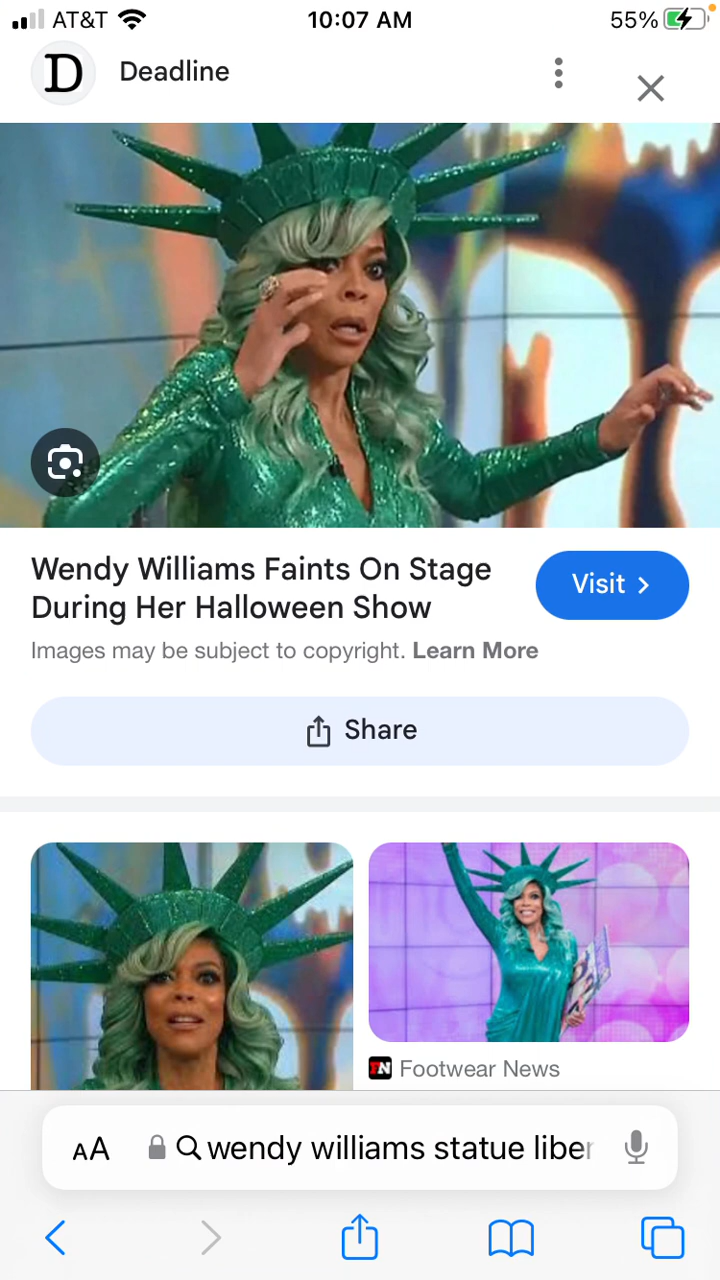 AT&T 10:07 AM 55%
D Deadline
Wendy Williams Faints On Stage
During Her Halloween Show
Visit
Images may be subject to copyright. Learn More
Share
FN Footwear News
AA wendy williams statue liber